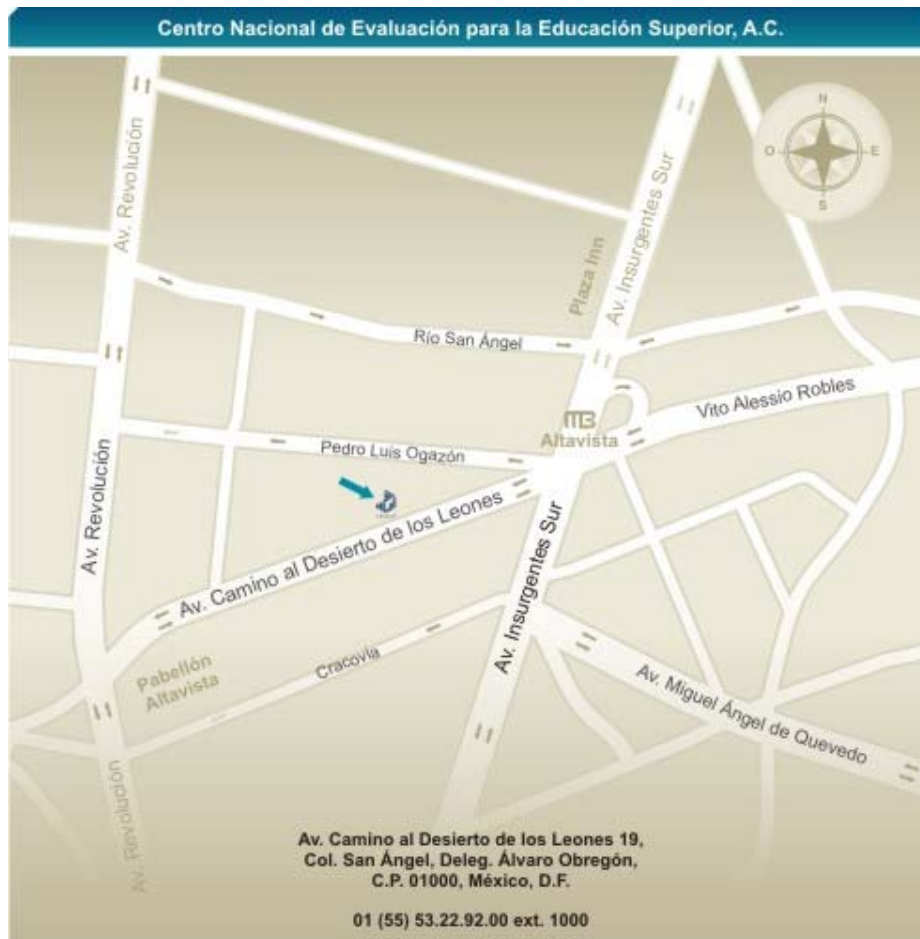 Centro Nacional de Evaluación para la Educación Superior, A.C.
N
O
E
S
Av. Revolución
Av. Insurgentes Sur
Plaza Inn
Río San Ángel
Vito Alessio Robles
MB
Altavista
Pedro Luis Ogazón
Av. Revolución
Av. Camino al Desierto de los Leones
Av. Insurgentes Sur
Cracovia
Pabellón
Altavista
Av. Miguel Ángel de Quevedo
Av. Revolución
Av. Camino al Desierto de los Leones 19,
Col. San Ángel, Deleg. Álvaro Obregón,
C.P. 01000, México, D.F.
01 (55) 53.22.92.00 ext. 1000